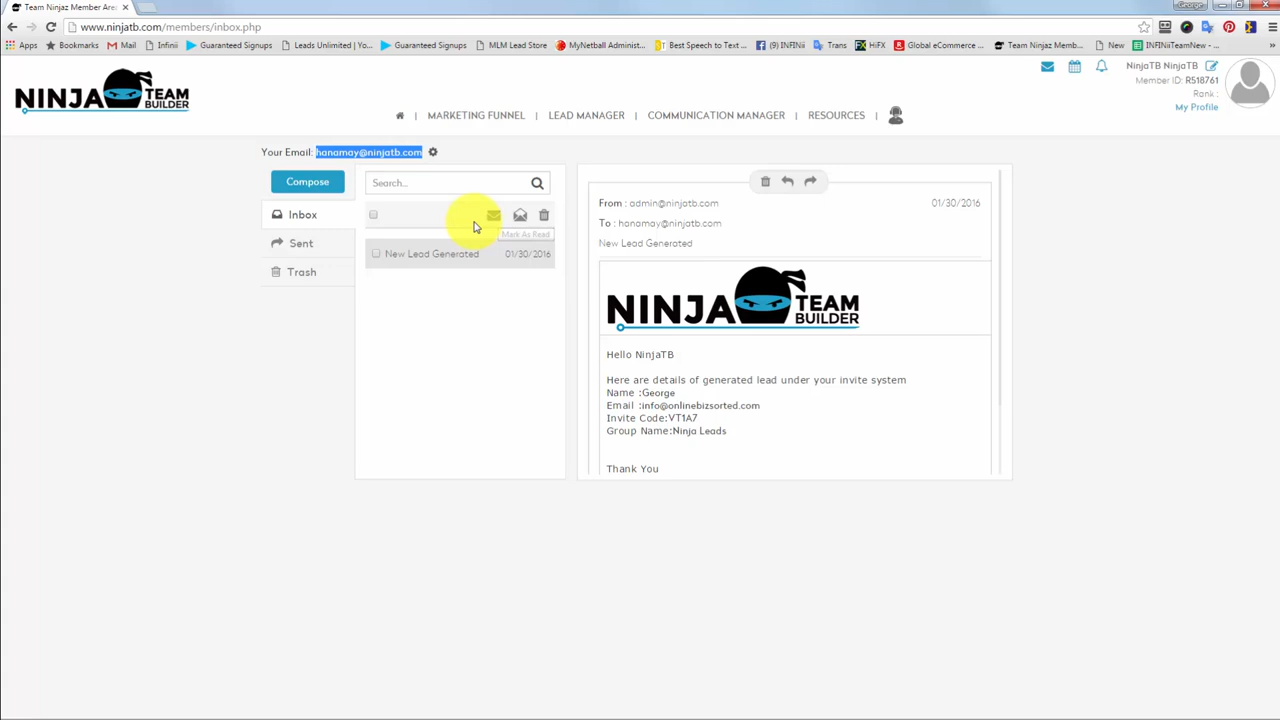 Team Ninjaz Member Are
George
www.ninjatb.com/members/inbox.php
Apps Bookmarks Mail Infinii Guaranteed Signups Leads Unlimited | Yo... Guaranteed Signups MLM Lead Store MyNetball Administ... Best Speech to Text ... (9) INFINii Trans HiFX Global eCommerce ... Team Ninjaz Memb... New INFINiiTeamNew -...
NINJA TEAM BUILDER
NinjaTB NinjaTB
Member ID: R518761
Rank :
My Profile
MARKETING FUNNEL | LEAD MANAGER | COMMUNICATION MANAGER | RESOURCES |
Your Email: hanamay@ninjatb.com
Compose
Inbox
Sent
Trash
Search...
Mark As Read
New Lead Generated 01/30/2016
From : admin@ninjatb.com 01/30/2016
To : hanamay@ninjatb.com
New Lead Generated
NINJA TEAM BUILDER
Hello NinjaTB
Here are details of generated lead under your invite system
Name :George
Email :info@onlinebizsorted.com
Invite Code:VT1A7
Group Name:Ninja Leads
Thank You